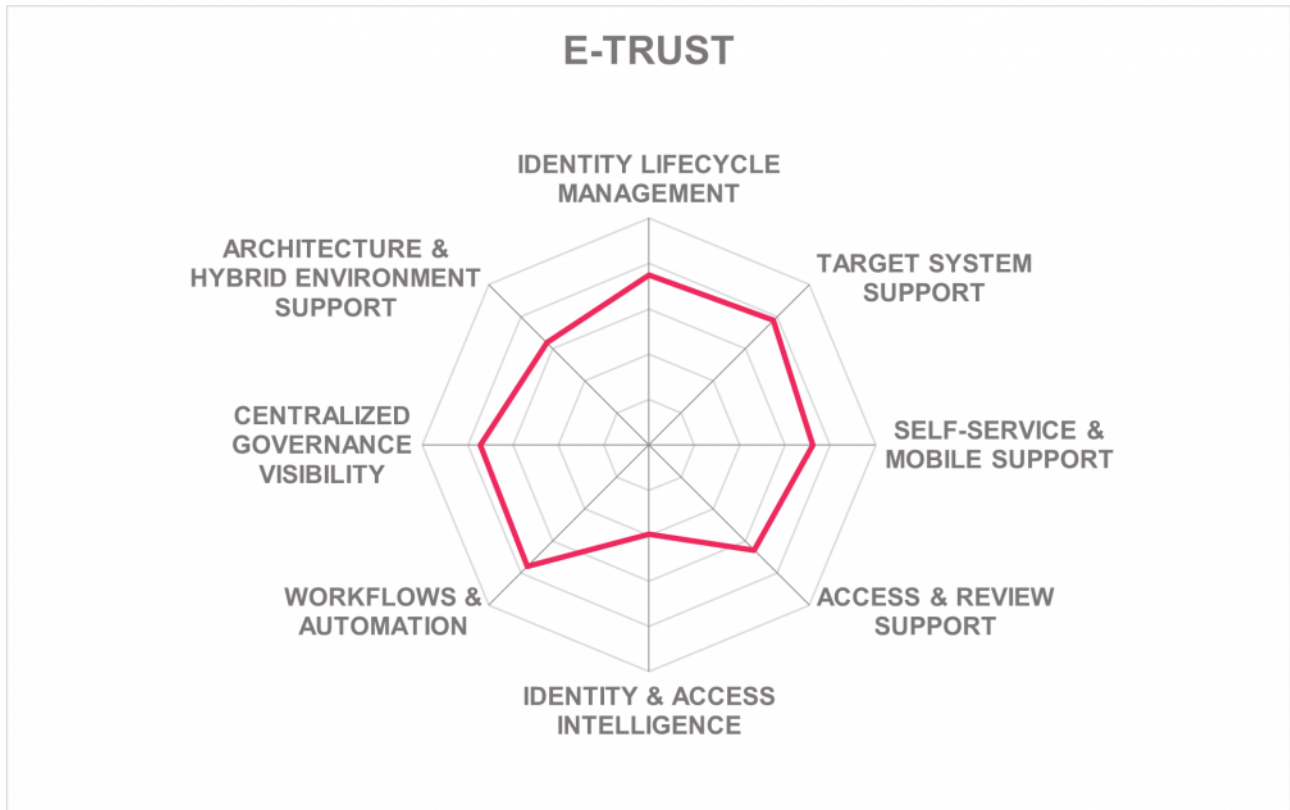 E-TRUST
IDENTITY LIFECYCLE
MANAGEMENT
TARGET SYSTEM
SUPPORT
SELF-SERVICE &
MOBILE SUPPORT
ACCESS & REVIEW
SUPPORT
IDENTITY & ACCESS
INTELLIGENCE
WORKFLOWS &
AUTOMATION
CENTRALIZED
GOVERNANCE
VISIBILITY
ARCHITECTURE &
HYBRID ENVIRONMENT
SUPPORT